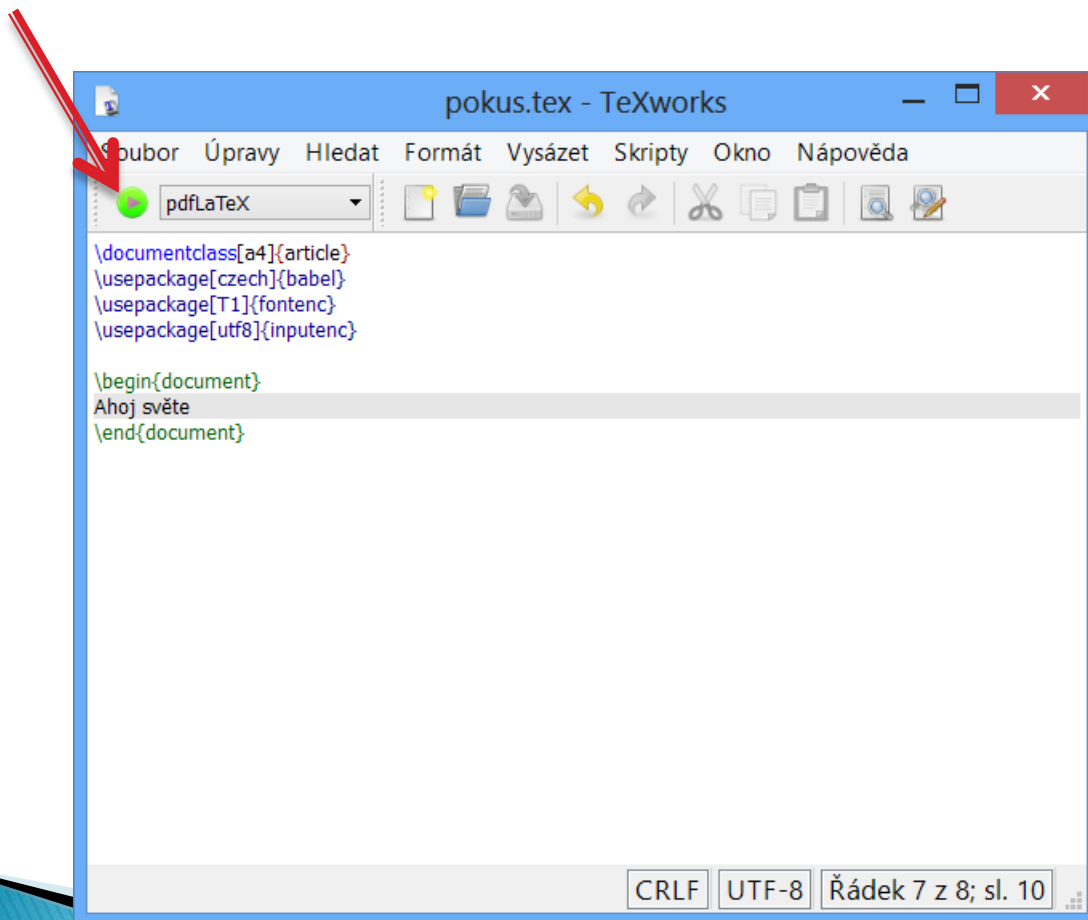 pokus.tex - TeXworks
Soubor Úpravy Hledat Formát Vysázet Skripty Okno Nápověda
pdfLaTeX
\documentclass[a4]{article}
\usepackage[czech]{babel}
\usepackage[T1]{fontenc}
\usepackage[utf8]{inputenc}
\begin{document}
Ahoj světe
\end{document}
CRLF UTF-8 Řádek 7 z 8; sl. 10